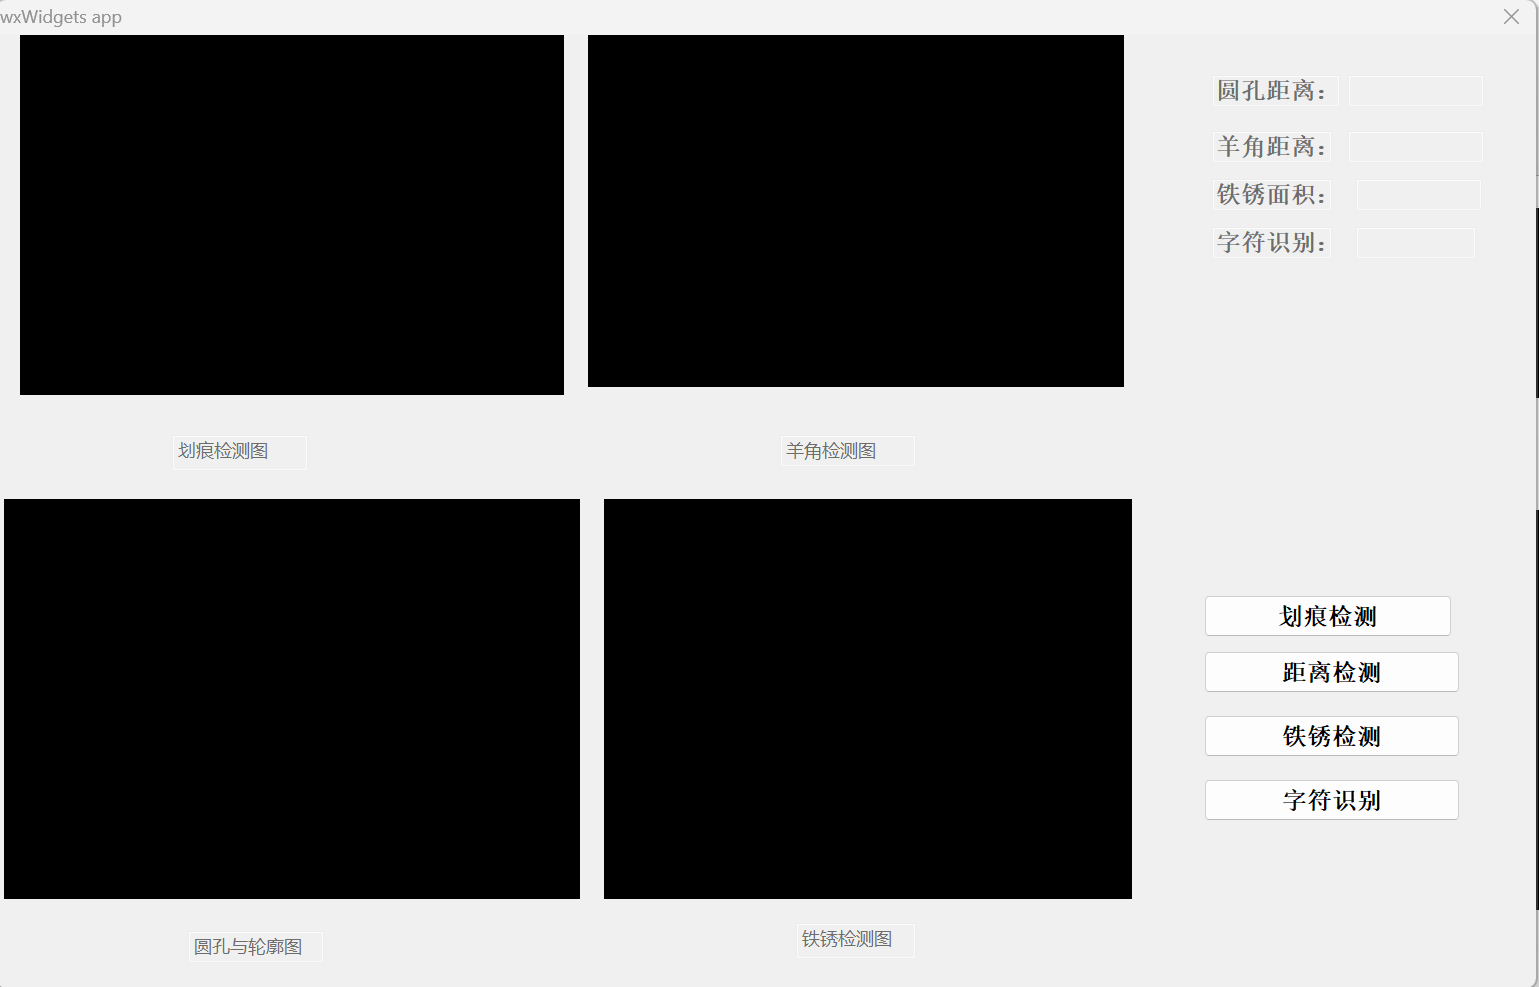 wxWidgets app
圆孔距离：
羊角距离：
铁锈面积：
字符识别：
划痕检测图
羊角检测图
划痕检测
距离检测
铁锈检测
字符识别
圆孔与轮廓图
铁锈检测图